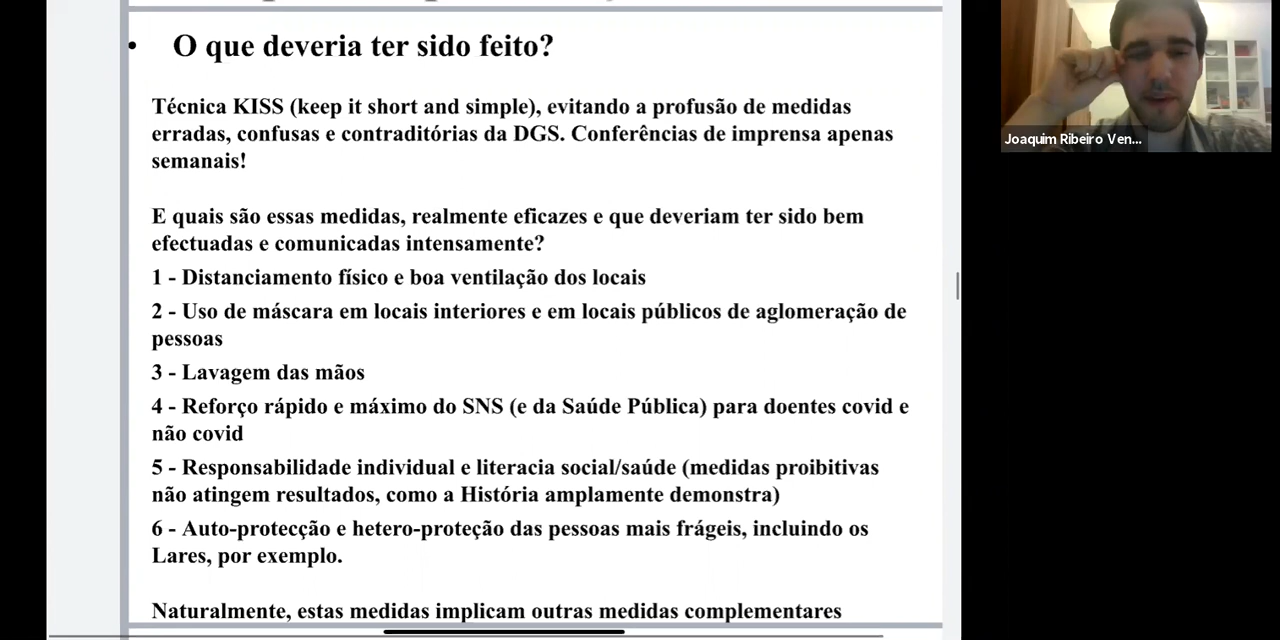 • O que deveria ter sido feito?
Técnica KISS (keep it short and simple), evitando a profusão de medidas
erradas, confusas e contraditórias da DGS. Conferências de imprensa apenas
semanais!
E quais são essas medidas, realmente eficazes e que deveriam ter sido bem
efectuadas e comunicadas intensamente?
1 - Distanciamento físico e boa ventilação dos locais
2 - Uso de máscara em locais interiores e em locais públicos de aglomeração de
pessoas
3 - Lavagem das mãos
4 - Reforço rápido e máximo do SNS (e da Saúde Pública) para doentes covid e
não covid
5 - Responsabilidade individual e literacia social/saúde (medidas proibitivas
não atingem resultados, como a História amplamente demonstra)
6 - Auto-protecção e hetero-proteção das pessoas mais frágeis, incluindo os
Lares, por exemplo.
Naturalmente, estas medidas implicam outras medidas complementares
Joaquim Ribeiro Ven...